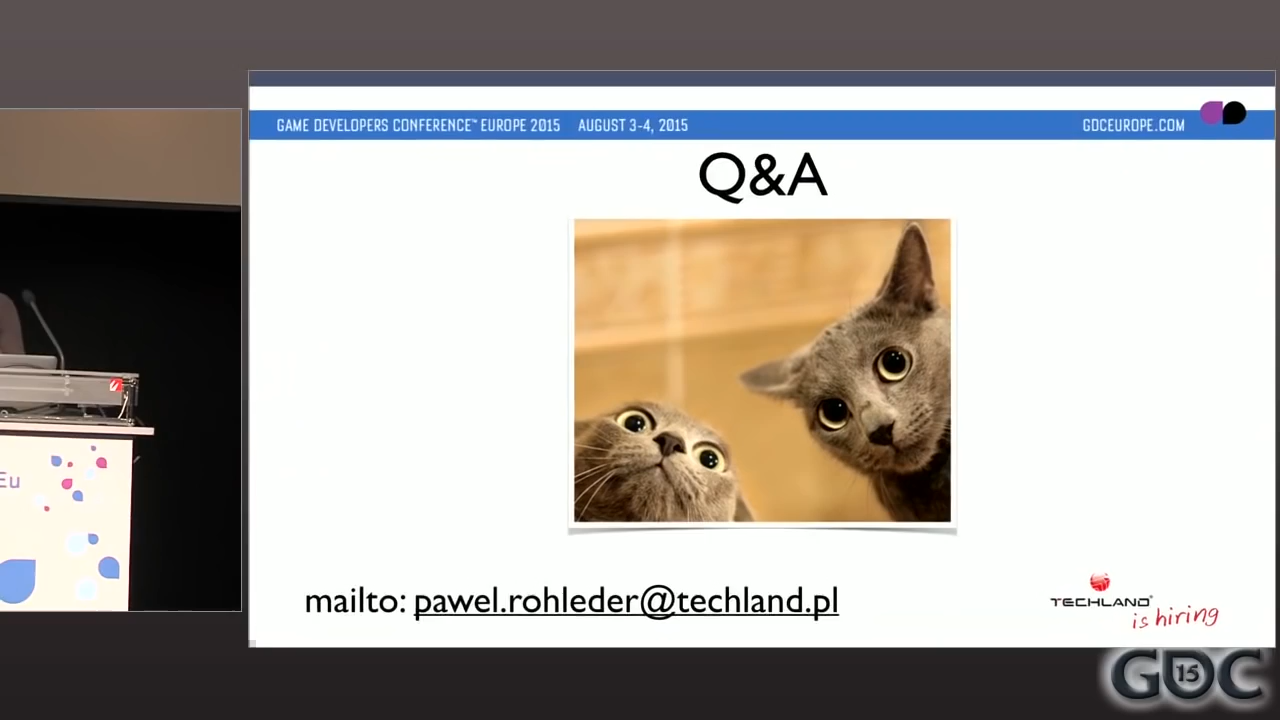 GAME DEVELOPERS CONFERENCE™ EUROPE 2015 AUGUST 3-4, 2015 GDCEUROPE.COM
Q&A
Eu
mailto: pawel.rohleder@techland.pl
TECHLAND®
is hiring
GDC 15